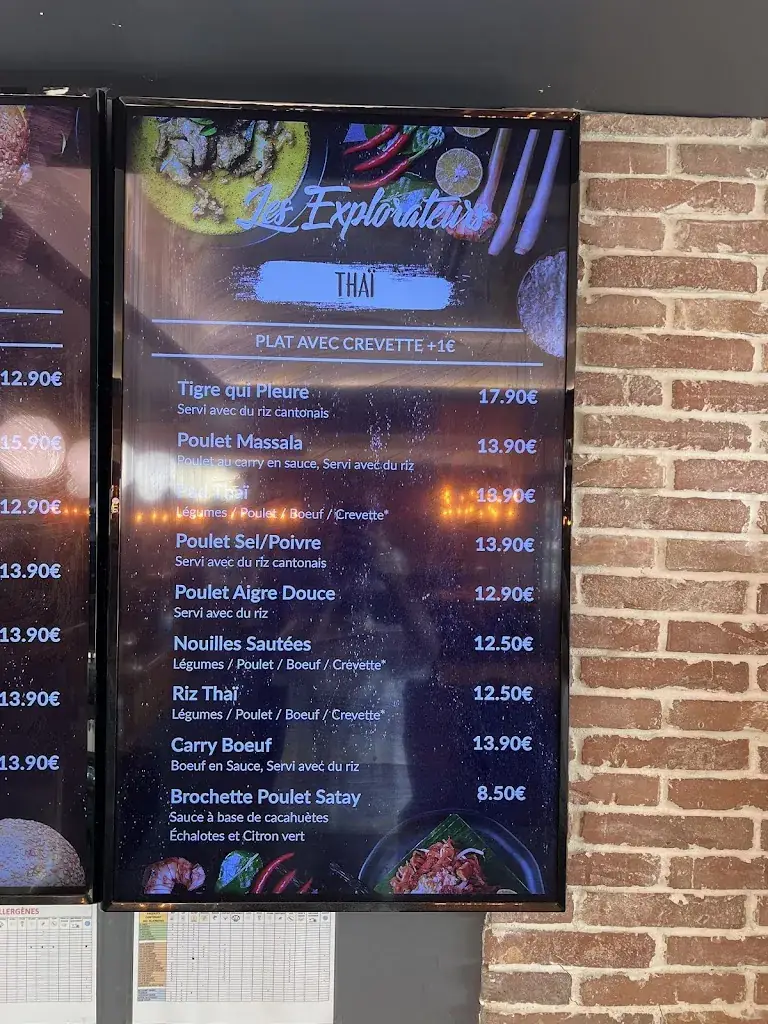 12.90€
15.90€
12.90€
13.90€
13.90€
13.90€
13.90€
Les Explorateurs
THAÏ
PLAT AVEC CREVETTE +1€
Tigre qui Pleure 17.90€
Servi avec du riz cantonais
Poulet Massala 13.90€
Poulet au carry en sauce, Servi avec du riz
Pad Thaï 13.90€
Légumes / Poulet / Boeuf / Crevette*
Poulet Sel/Poivre 13.90€
Servi avec du riz cantonais
Poulet Aigre Douce 12.90€
Servi avec du riz
Nouilles Sautées 12.50€
Légumes / Poulet / Boeuf / Crevette*
Riz Thaï 12.50€
Légumes / Poulet / Boeuf / Crevette*
Carry Boeuf 13.90€
Boeuf en Sauce, Servi avec du riz
Brochette Poulet Satay 8.50€
Sauce à base de cacahuètes
Échalotes et Citron vert
LLERGÈNES